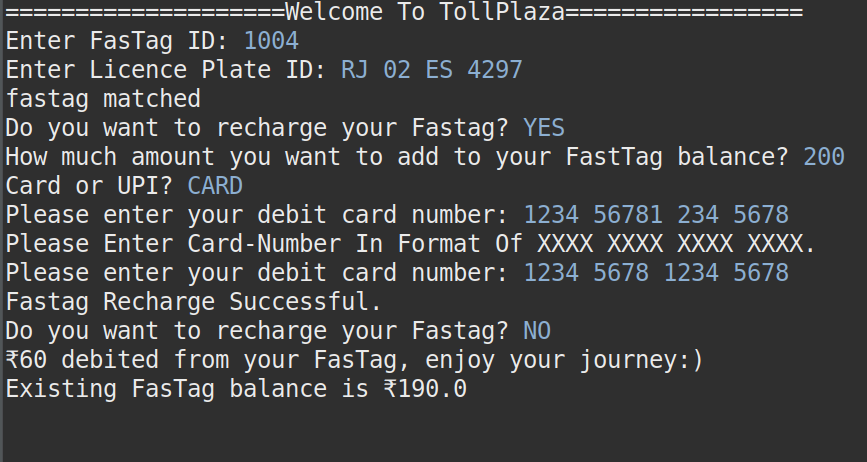 ====================Welcome To TollPlaza=================
Enter FasTag ID: 1004
Enter Licence Plate ID: RJ 02 ES 4297
fastag matched
Do you want to recharge your Fastag? YES
How much amount you want to add to your FastTag balance? 200
Card or UPI? CARD
Please enter your debit card number: 1234 56781 234 5678
Please Enter Card-Number In Format Of XXXX XXXX XXXX XXXX.
Please enter your debit card number: 1234 5678 1234 5678
Fastag Recharge Successful.
Do you want to recharge your Fastag? NO
₹60 debited from your FasTag, enjoy your journey:)
Existing FasTag balance is ₹190.0